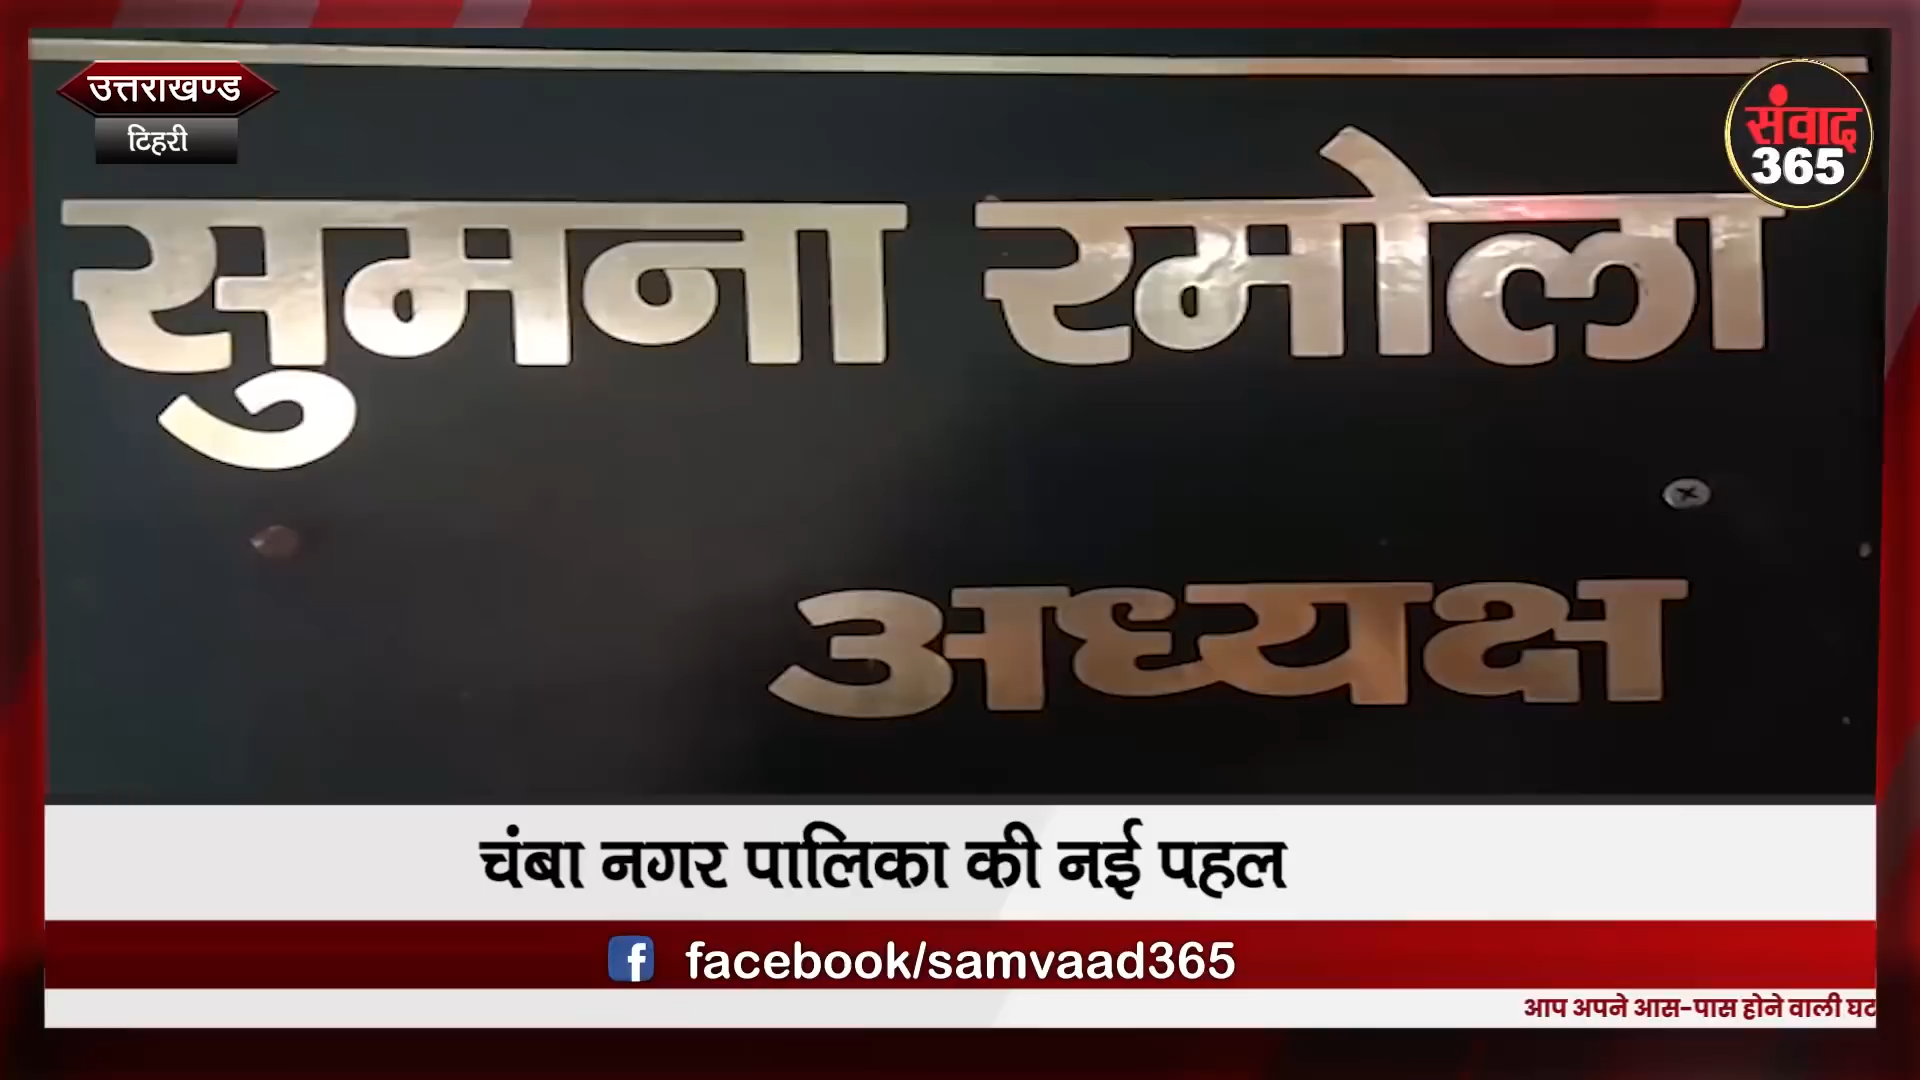 उत्तराखण्ड
टिहरी
संवाद
365
सुमना रमोला
अध्यक्ष
चंबा नगर पालिका की नई पहल
facebook/samvaad365
आप अपने आस-पास होने वाली